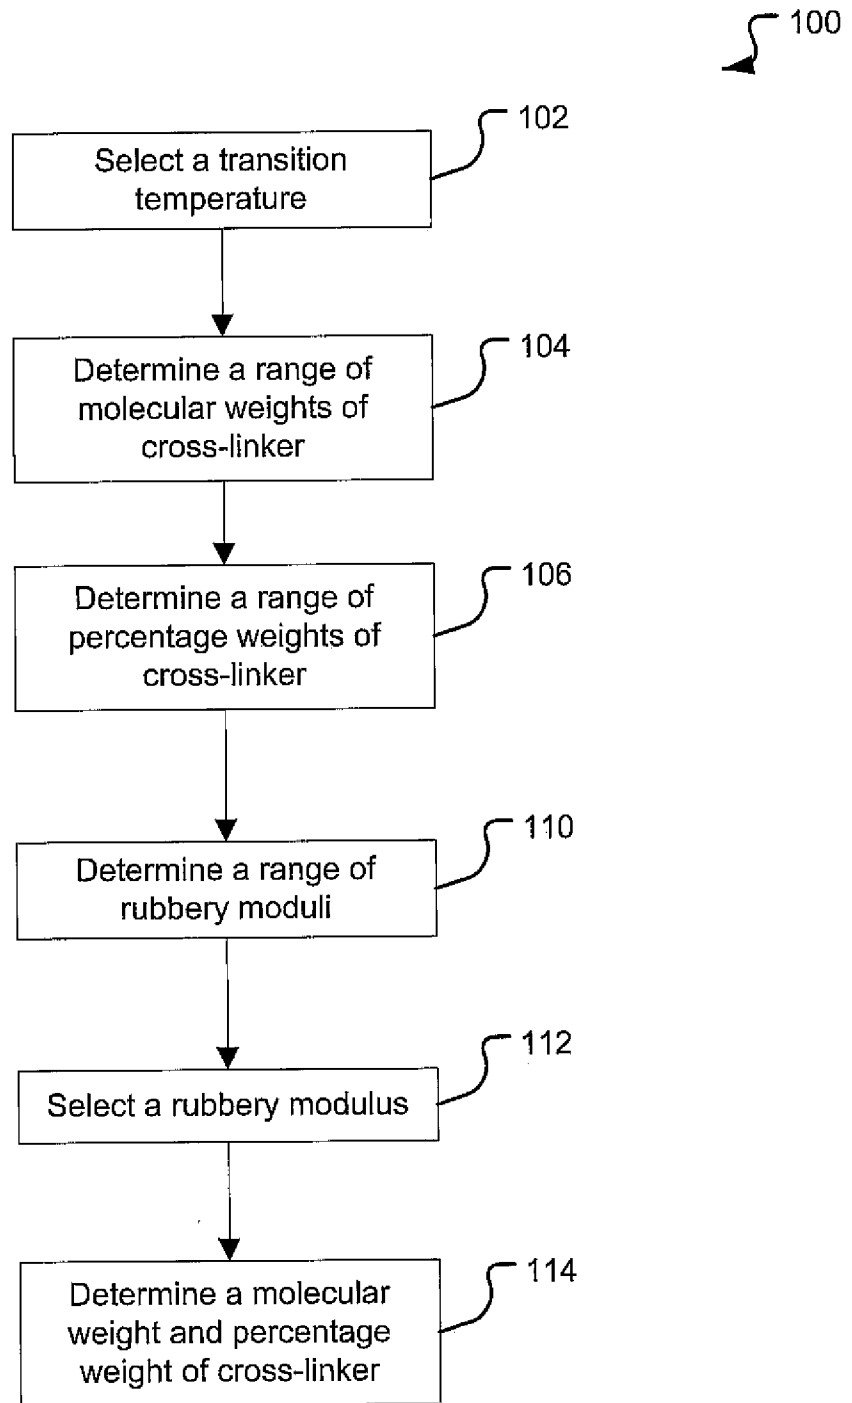 100
102
Select a transition
temperature
104
Determine a range of
molecular weights of
cross-linker
106
Determine a range of
percentage weights of
cross-linker
110
Determine a range of
rubbery moduli
112
Select a rubbery modulus
114
Determine a molecular
weight and percentage
weight of cross-linker